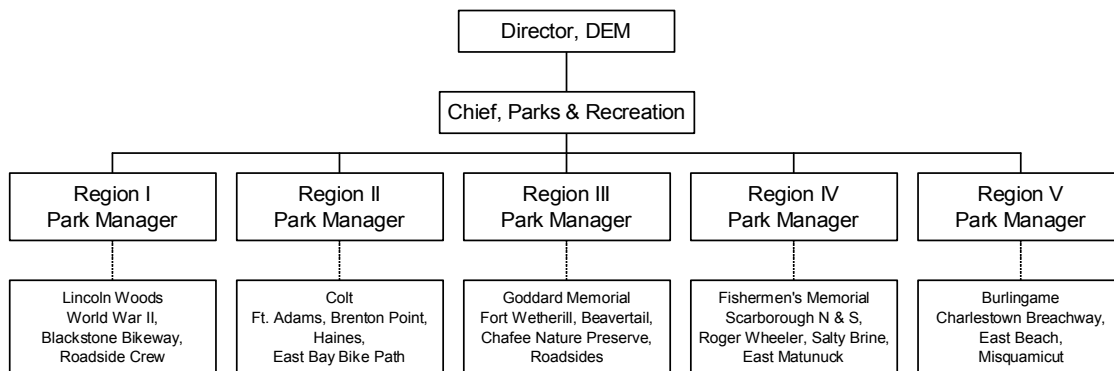 Director, DEM
Chief, Parks & Recreation
Region I
Park Manager
Region II
Park Manager
Region III
Park Manager
Region IV
Park Manager
Region V
Park Manager
Lincoln Woods
World War II,
Blackstone Bikeway,
Roadside Crew
Colt
Ft. Adams, Brenton Point,
Haines,
East Bay Bike Path
Goddard Memorial
Fort Wetherill, Beavertail,
Chafee Nature Preserve,
Roadsides
Fishermen's Memorial
Scarborough N & S,
Roger Wheeler, Salty Brine,
East Matunuck
Burlingame
Charlestown Breachway,
East Beach,
Misquamicut